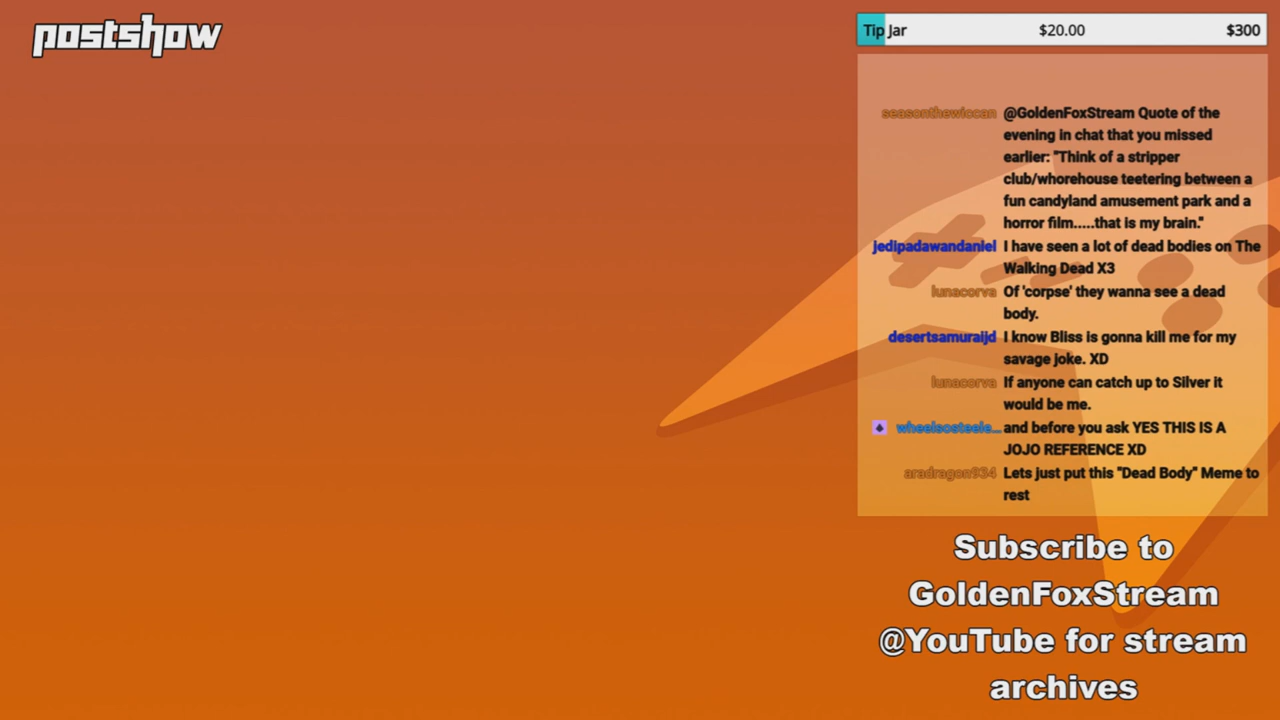 postshow
Tip Jar $20.00 $300
seasonthewiccan @GoldenFoxStream Quote of the
evening in chat that you missed
earlier: "Think of a stripper
club/whorehouse teetering between a
fun candyland amusement park and a
horror film.....that is my brain."
jedipadawandaniel I have seen a lot of dead bodies on The
Walking Dead X3
lunacorva Of 'corpse' they wanna see a dead
body.
desertsamuraijd I know Bliss is gonna kill me for my
savage joke. XD
lunacorva If anyone can catch up to Silver it
would be me.
wheelsosteele... and before you ask YES THIS IS A
JOJO REFERENCE XD
aradragon934 Lets just put this "Dead Body" Meme to
rest
Subscribe to
GoldenFoxStream
@YouTube for stream
archives